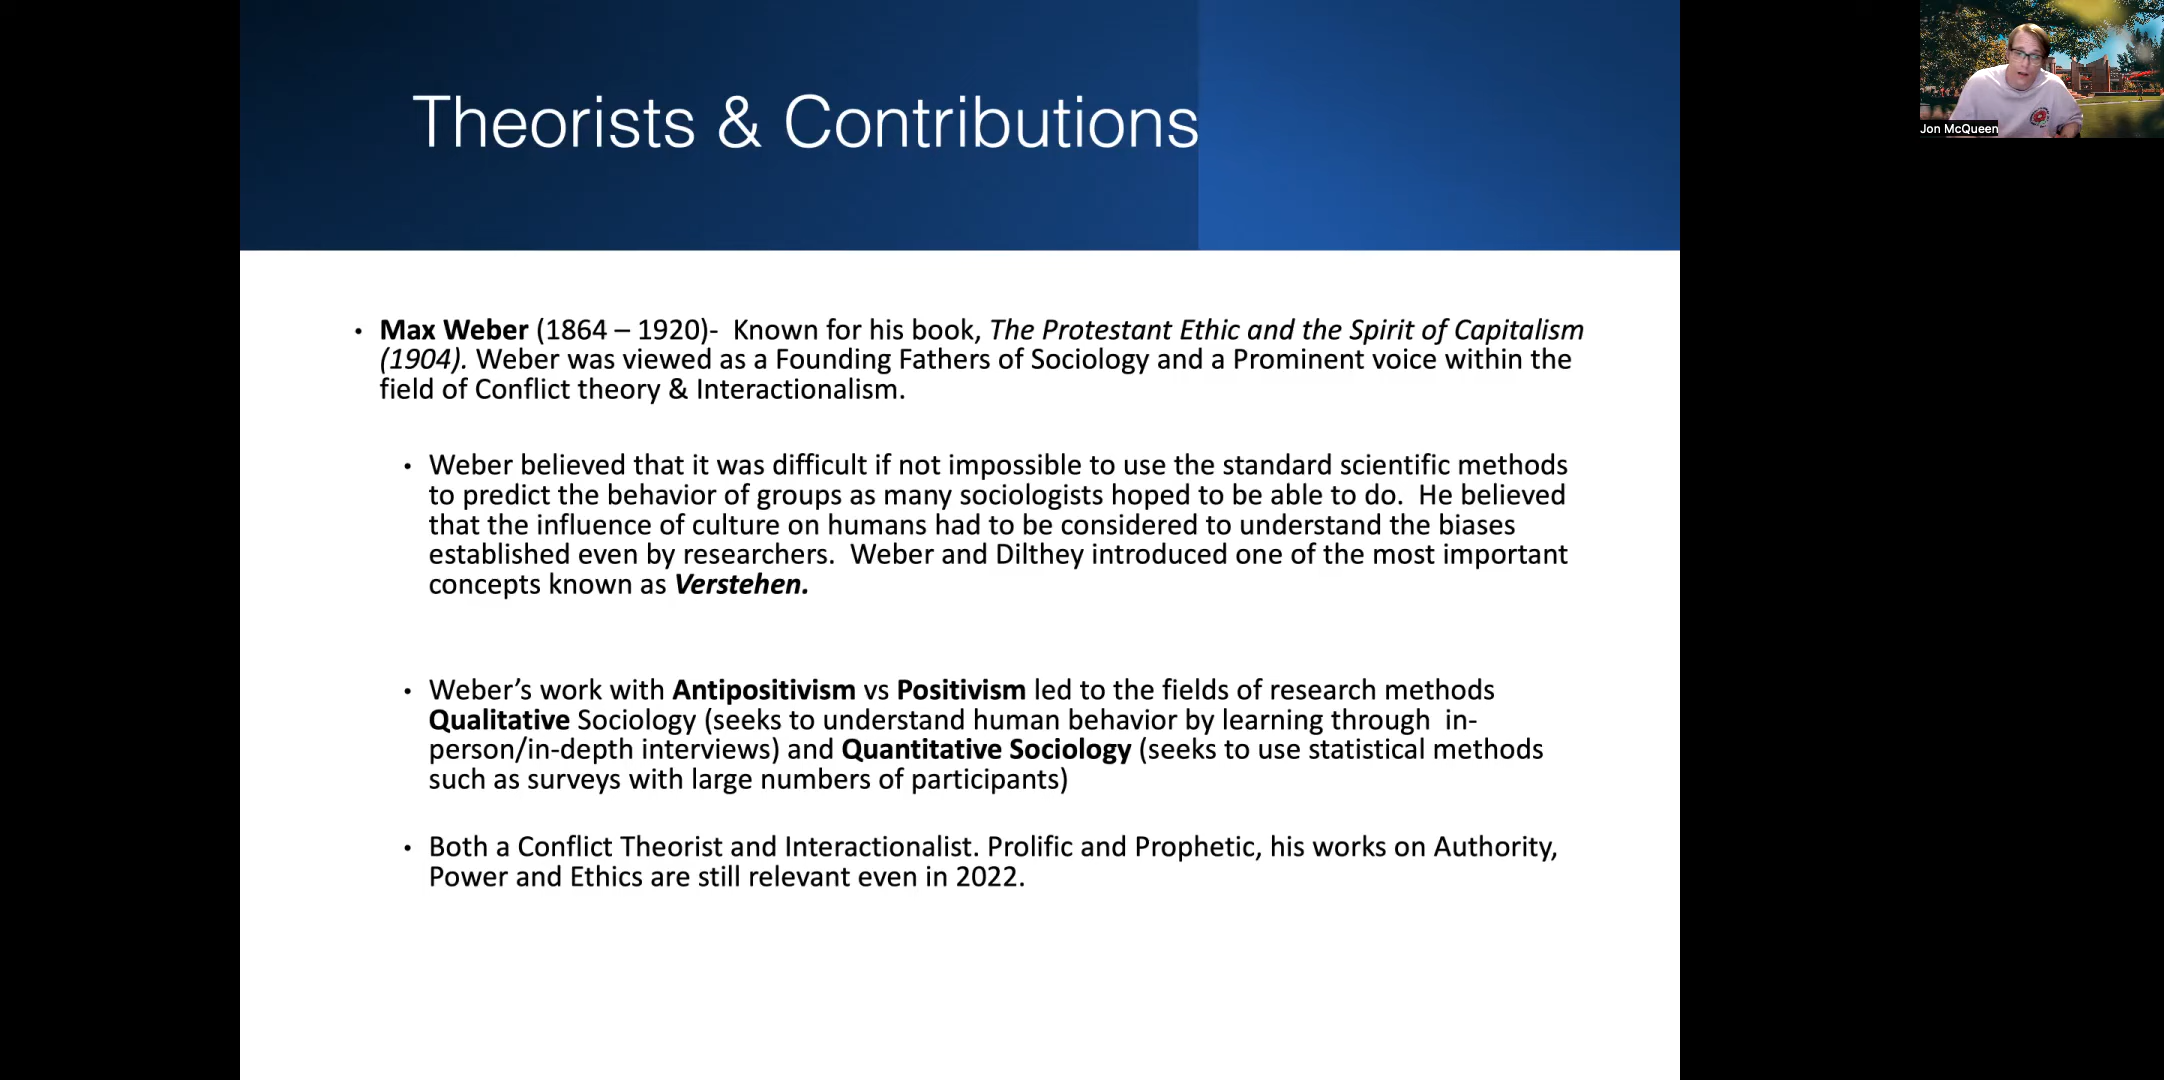 Theorists & Contributions
Jon McQueen
• Max Weber (1864 – 1920)-  Known for his book, The Protestant Ethic and the Spirit of Capitalism
(1904). Weber was viewed as a Founding Fathers of Sociology and a Prominent voice within the
field of Conflict theory & Interactionalism.
• Weber believed that it was difficult if not impossible to use the standard scientific methods
to predict the behavior of groups as many sociologists hoped to be able to do.  He believed
that the influence of culture on humans had to be considered to understand the biases
established even by researchers.  Weber and Dilthey introduced one of the most important
concepts known as Verstehen.
• Weber’s work with Antipositivism vs Positivism led to the fields of research methods
Qualitative Sociology (seeks to understand human behavior by learning through  in-
person/in-depth interviews) and Quantitative Sociology (seeks to use statistical methods
such as surveys with large numbers of participants)
• Both a Conflict Theorist and Interactionalist. Prolific and Prophetic, his works on Authority,
Power and Ethics are still relevant even in 2022.